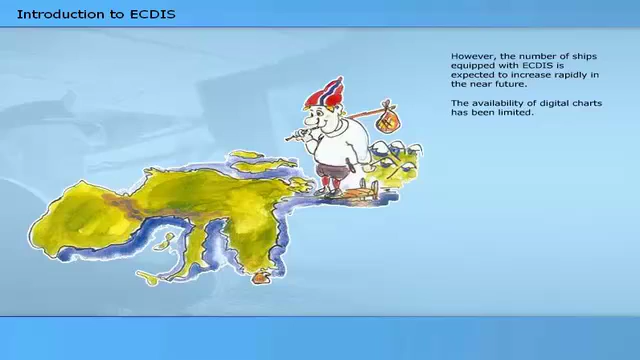 Introduction to ECDIS
However, the number of ships
equipped with ECDIS is
expected to increase rapidly in
the near future.
The availability of digital charts
has been limited.